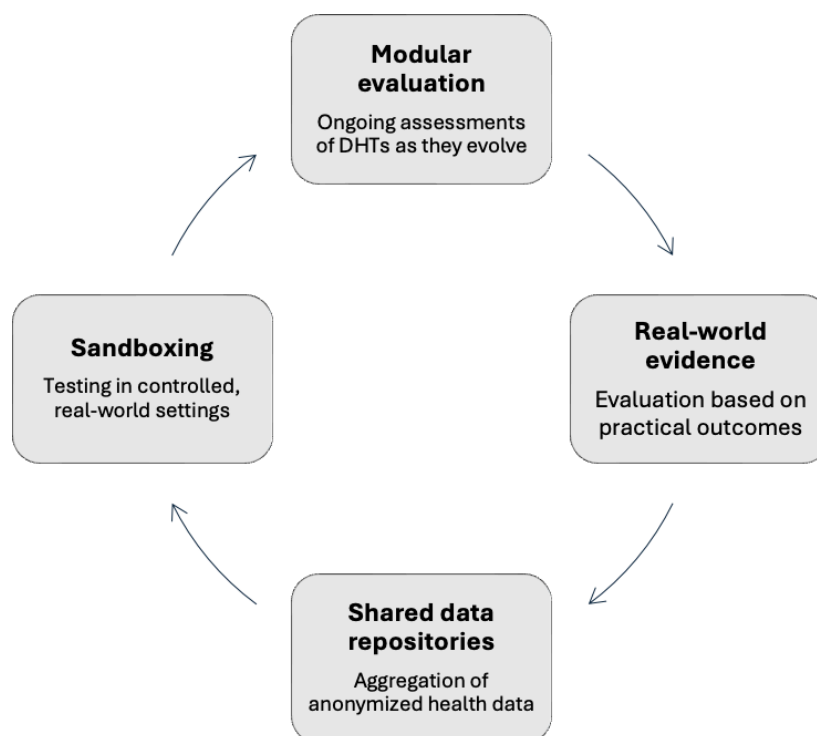 Modular
evaluation
Ongoing assessments
of DHTs as they evolve
Sandboxing
Testing in controlled,
real-world settings
Real-world
evidence
Evaluation based on
practical outcomes
Shared data
repositories
Aggregation of
anonymized health data